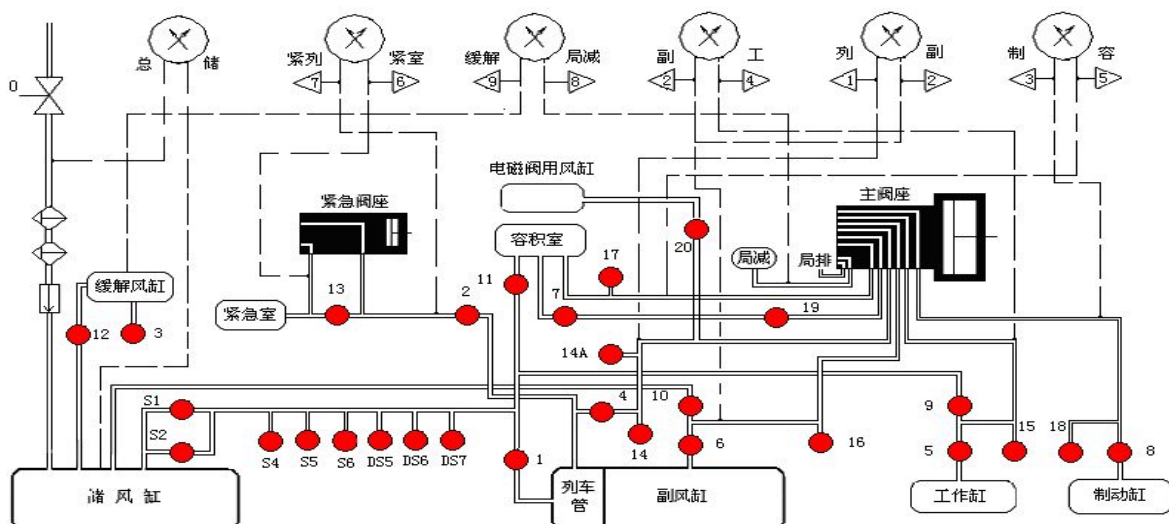 总 储 紧列 紧室 缓解 局减 副 工 列 副 制 容
0 7 6 9 8 2 4 1 2 3 5
电磁阀用风缸
紧急阀座 主阀座
容积室 20
17 局减 局排
11
缓解风缸 13 2 7
紧急室 19
12 3
14A
S1 4 10 9
S2 15 18
S4 S5 S6 DS5 DS6 DS7 1 14 6 16 5 8
储风缸 列车管 副风缸 工作缸 制动缸